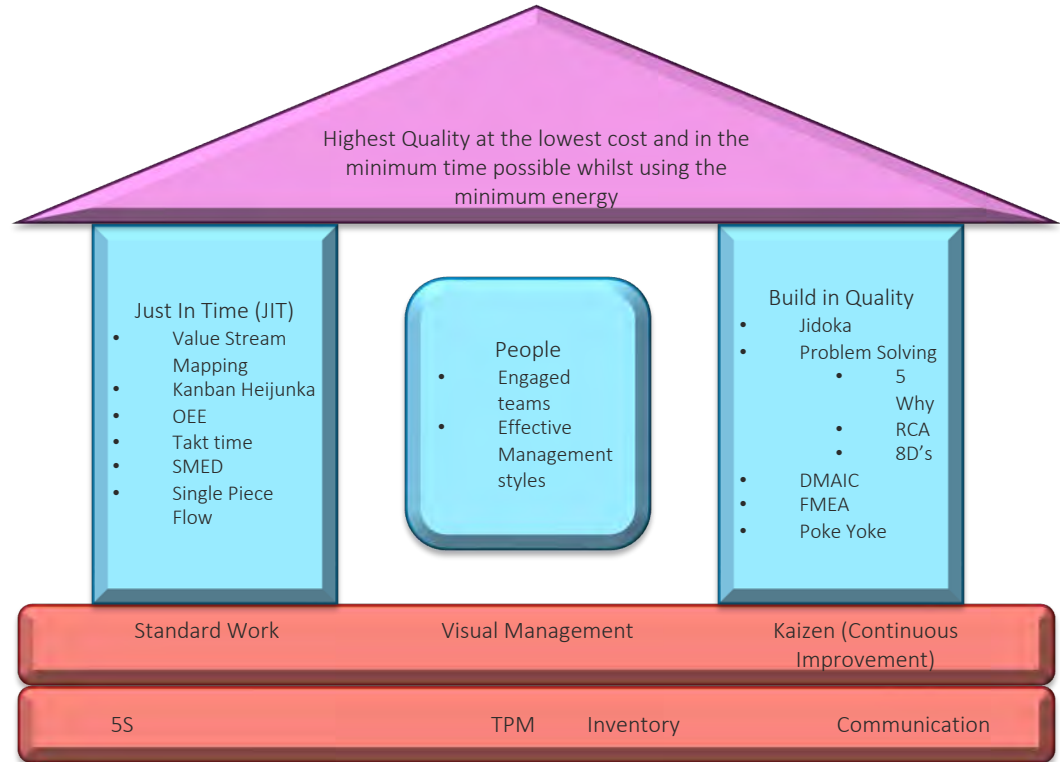 Highest Quality at the lowest cost and in the
minimum time possible whilst using the
minimum energy
Just In Time (JIT)
• Value Stream
Mapping
• Kanban Heijunka
• OEE
• Takt time
• SMED
• Single Piece
Flow
People
• Engaged
teams
• Effective
Management
styles
Build in Quality
• Jidoka
• Problem Solving
• 5
Why
• RCA
• 8D's
• DMAIC
• FMEA
• Poke Yoke
Standard Work
Visual Management
Kaizen (Continuous
Improvement)
5S
TPM
Inventory
Communication